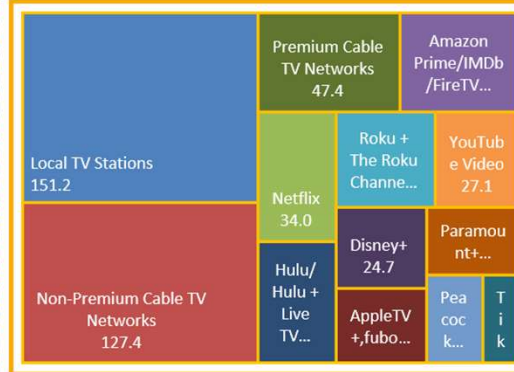 Local TV Stations
151.2
Non-Premium Cable TV
Networks
127.4
Premium Cable
TV Networks
47.4
Amazon
Prime/IMDb
/FireTV...
Netflix
34.0
Roku +
The Roku
Channe...
YouTub
e Video
27.1
Hulu/
Hulu +
Live
TV...
Disney+
24.7
Paramou
nt+...
AppleTV
+,fubo...
Pea
cock
...
T
i
k